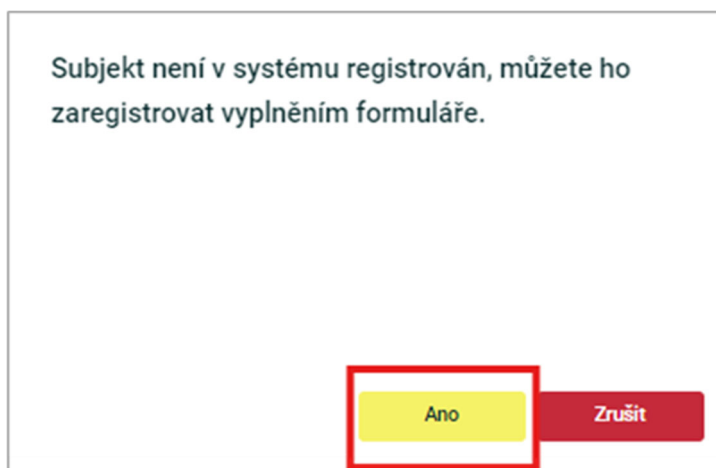 Subjekt není v systému registrován, můžete ho
zaregistrovat vyplněním formuláře.
Ano
Zrušit